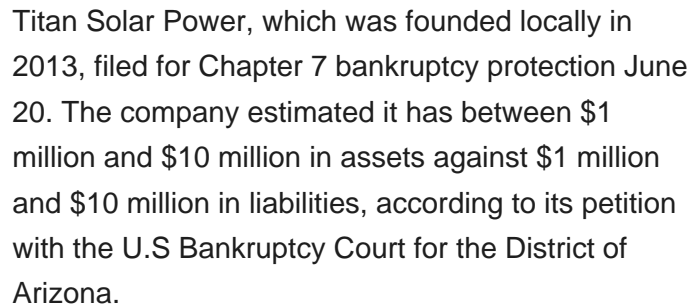 Titan Solar Power, which was founded locally in
2013, filed for Chapter 7 bankruptcy protection June
20. The company estimated it has between $1
million and $10 million in assets against $1 million
and $10 million in liabilities, according to its petition
with the U.S Bankruptcy Court for the District of
Arizona.